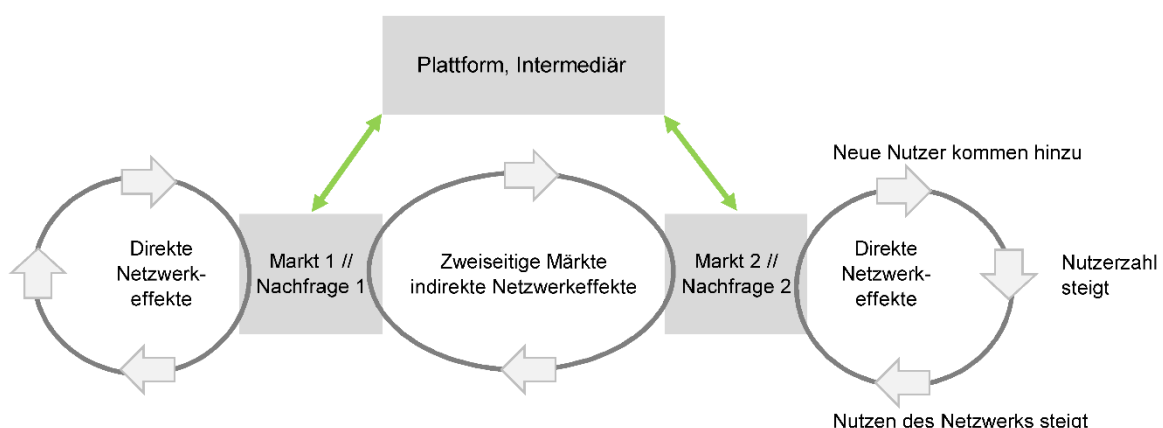 Plattform, Intermediär
Neue Nutzer kommen hinzu
Direkte
Netzwerk-
effekte
Markt 1 //
Nachfrage 1
Zweiseitige Märkte
indirekte Netzwerkeffekte
Markt 2 //
Nachfrage 2
Direkte
Netzwerk-
effekte
Nutzerzahl
steigt
Nutzen des Netzwerks steigt